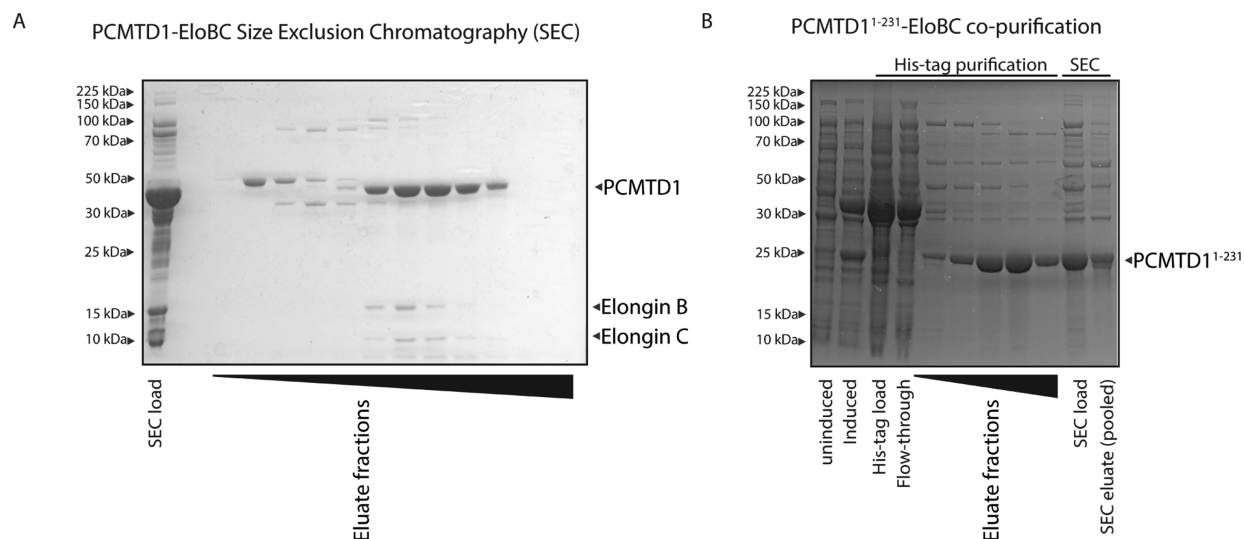 A
PCMTD1-EloBC Size Exclusion Chromatography (SEC)
225 kDa
150 kDa
100 kDa
70 kDa
50 kDa
30 kDa
25 kDa
15 kDa
10 kDa
PCMTD1
Elongin B
Elongin C
SEC load
Eluate fractions
B
PCMTD1¹⁻²³¹-EloBC co-purification
His-tag purification
SEC
225 kDa
150 kDa
100 kDa
70 kDa
50 kDa
30 kDa
25 kDa
15 kDa
10 kDa
PCMTD1¹⁻²³¹
uninduced
Induced
His-tag load
Flow-through
Eluate fractions
SEC load
SEC eluate (pooled)